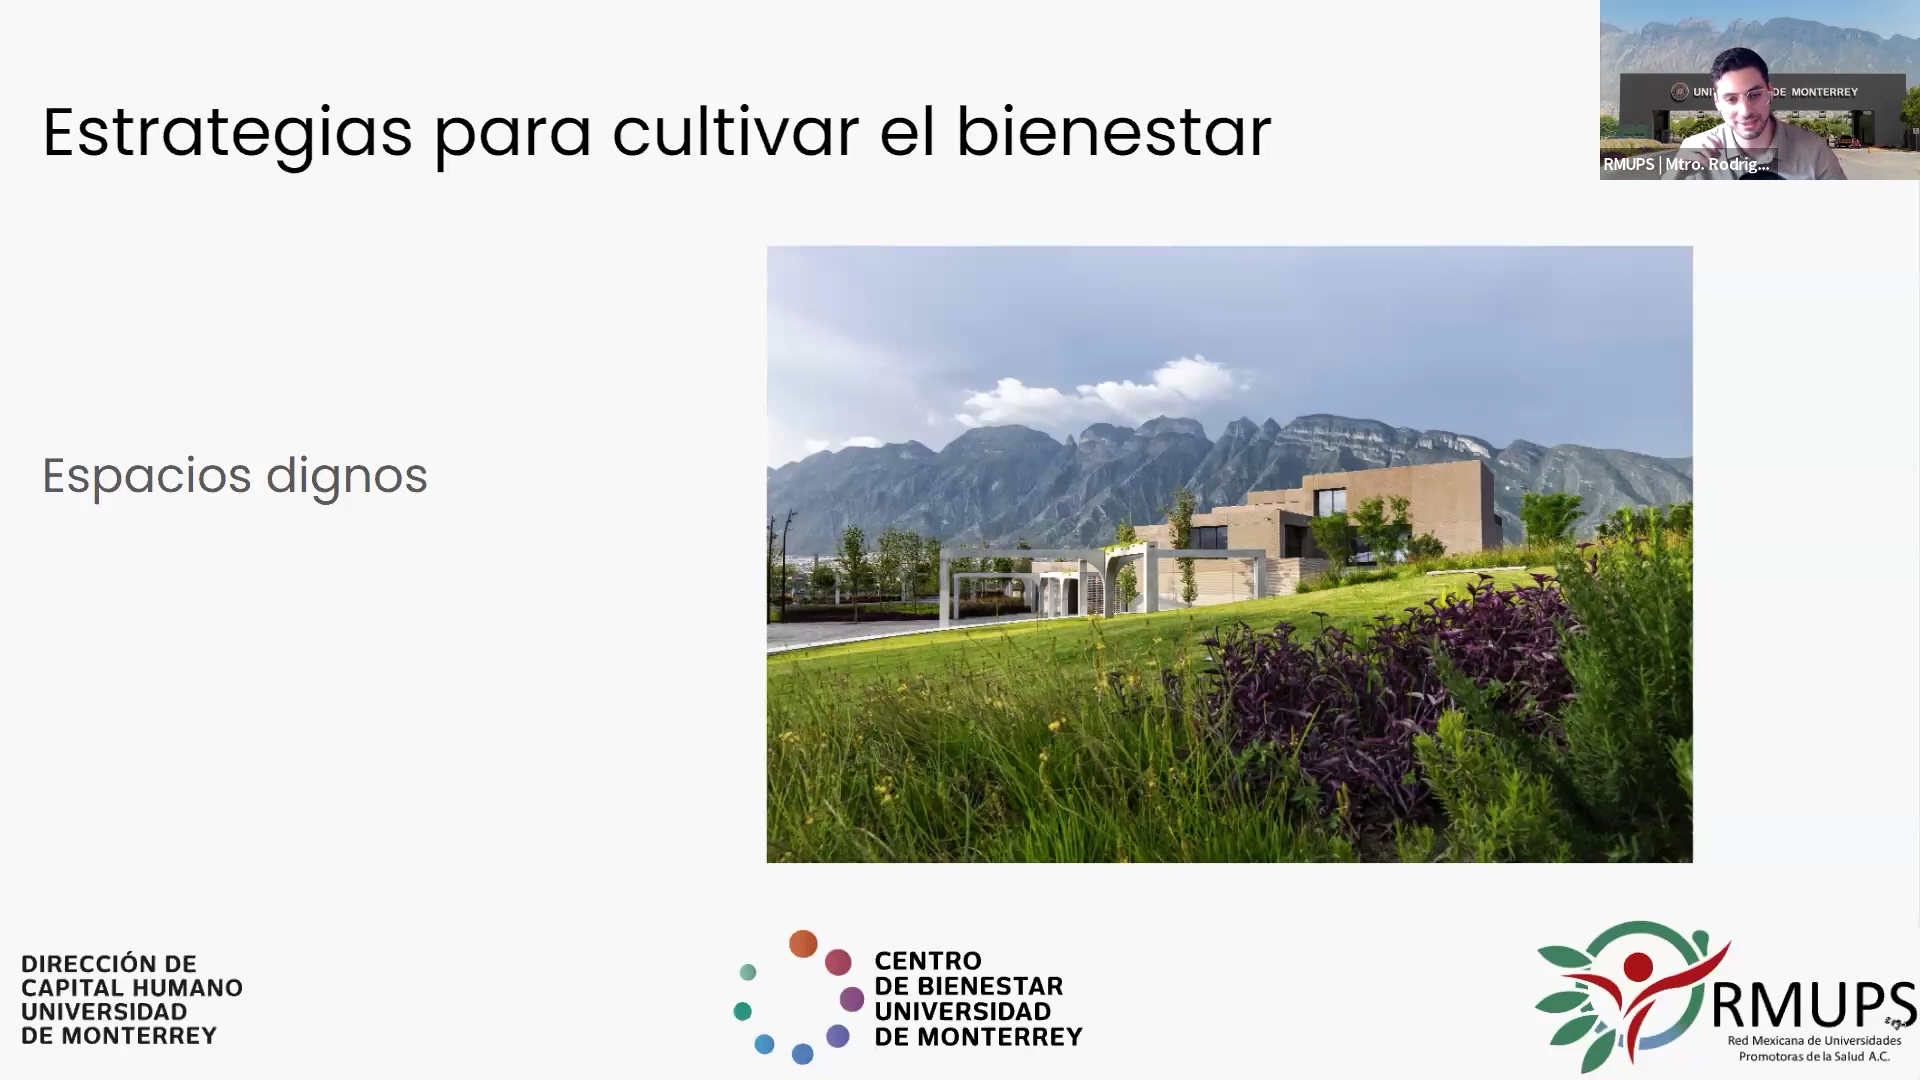 Estrategias para cultivar el bienestar
UNI DE MONTERREY
RMUPS | Mtro. Rodrig...
Espacios dignos
DIRECCIÓN DE
CAPITAL HUMANO
UNIVERSIDAD
DE MONTERREY
CENTRO
DE BIENESTAR
UNIVERSIDAD
DE MONTERREY
RMUPS
Red Mexicana de Universidades
Promotoras de la Salud A.C.